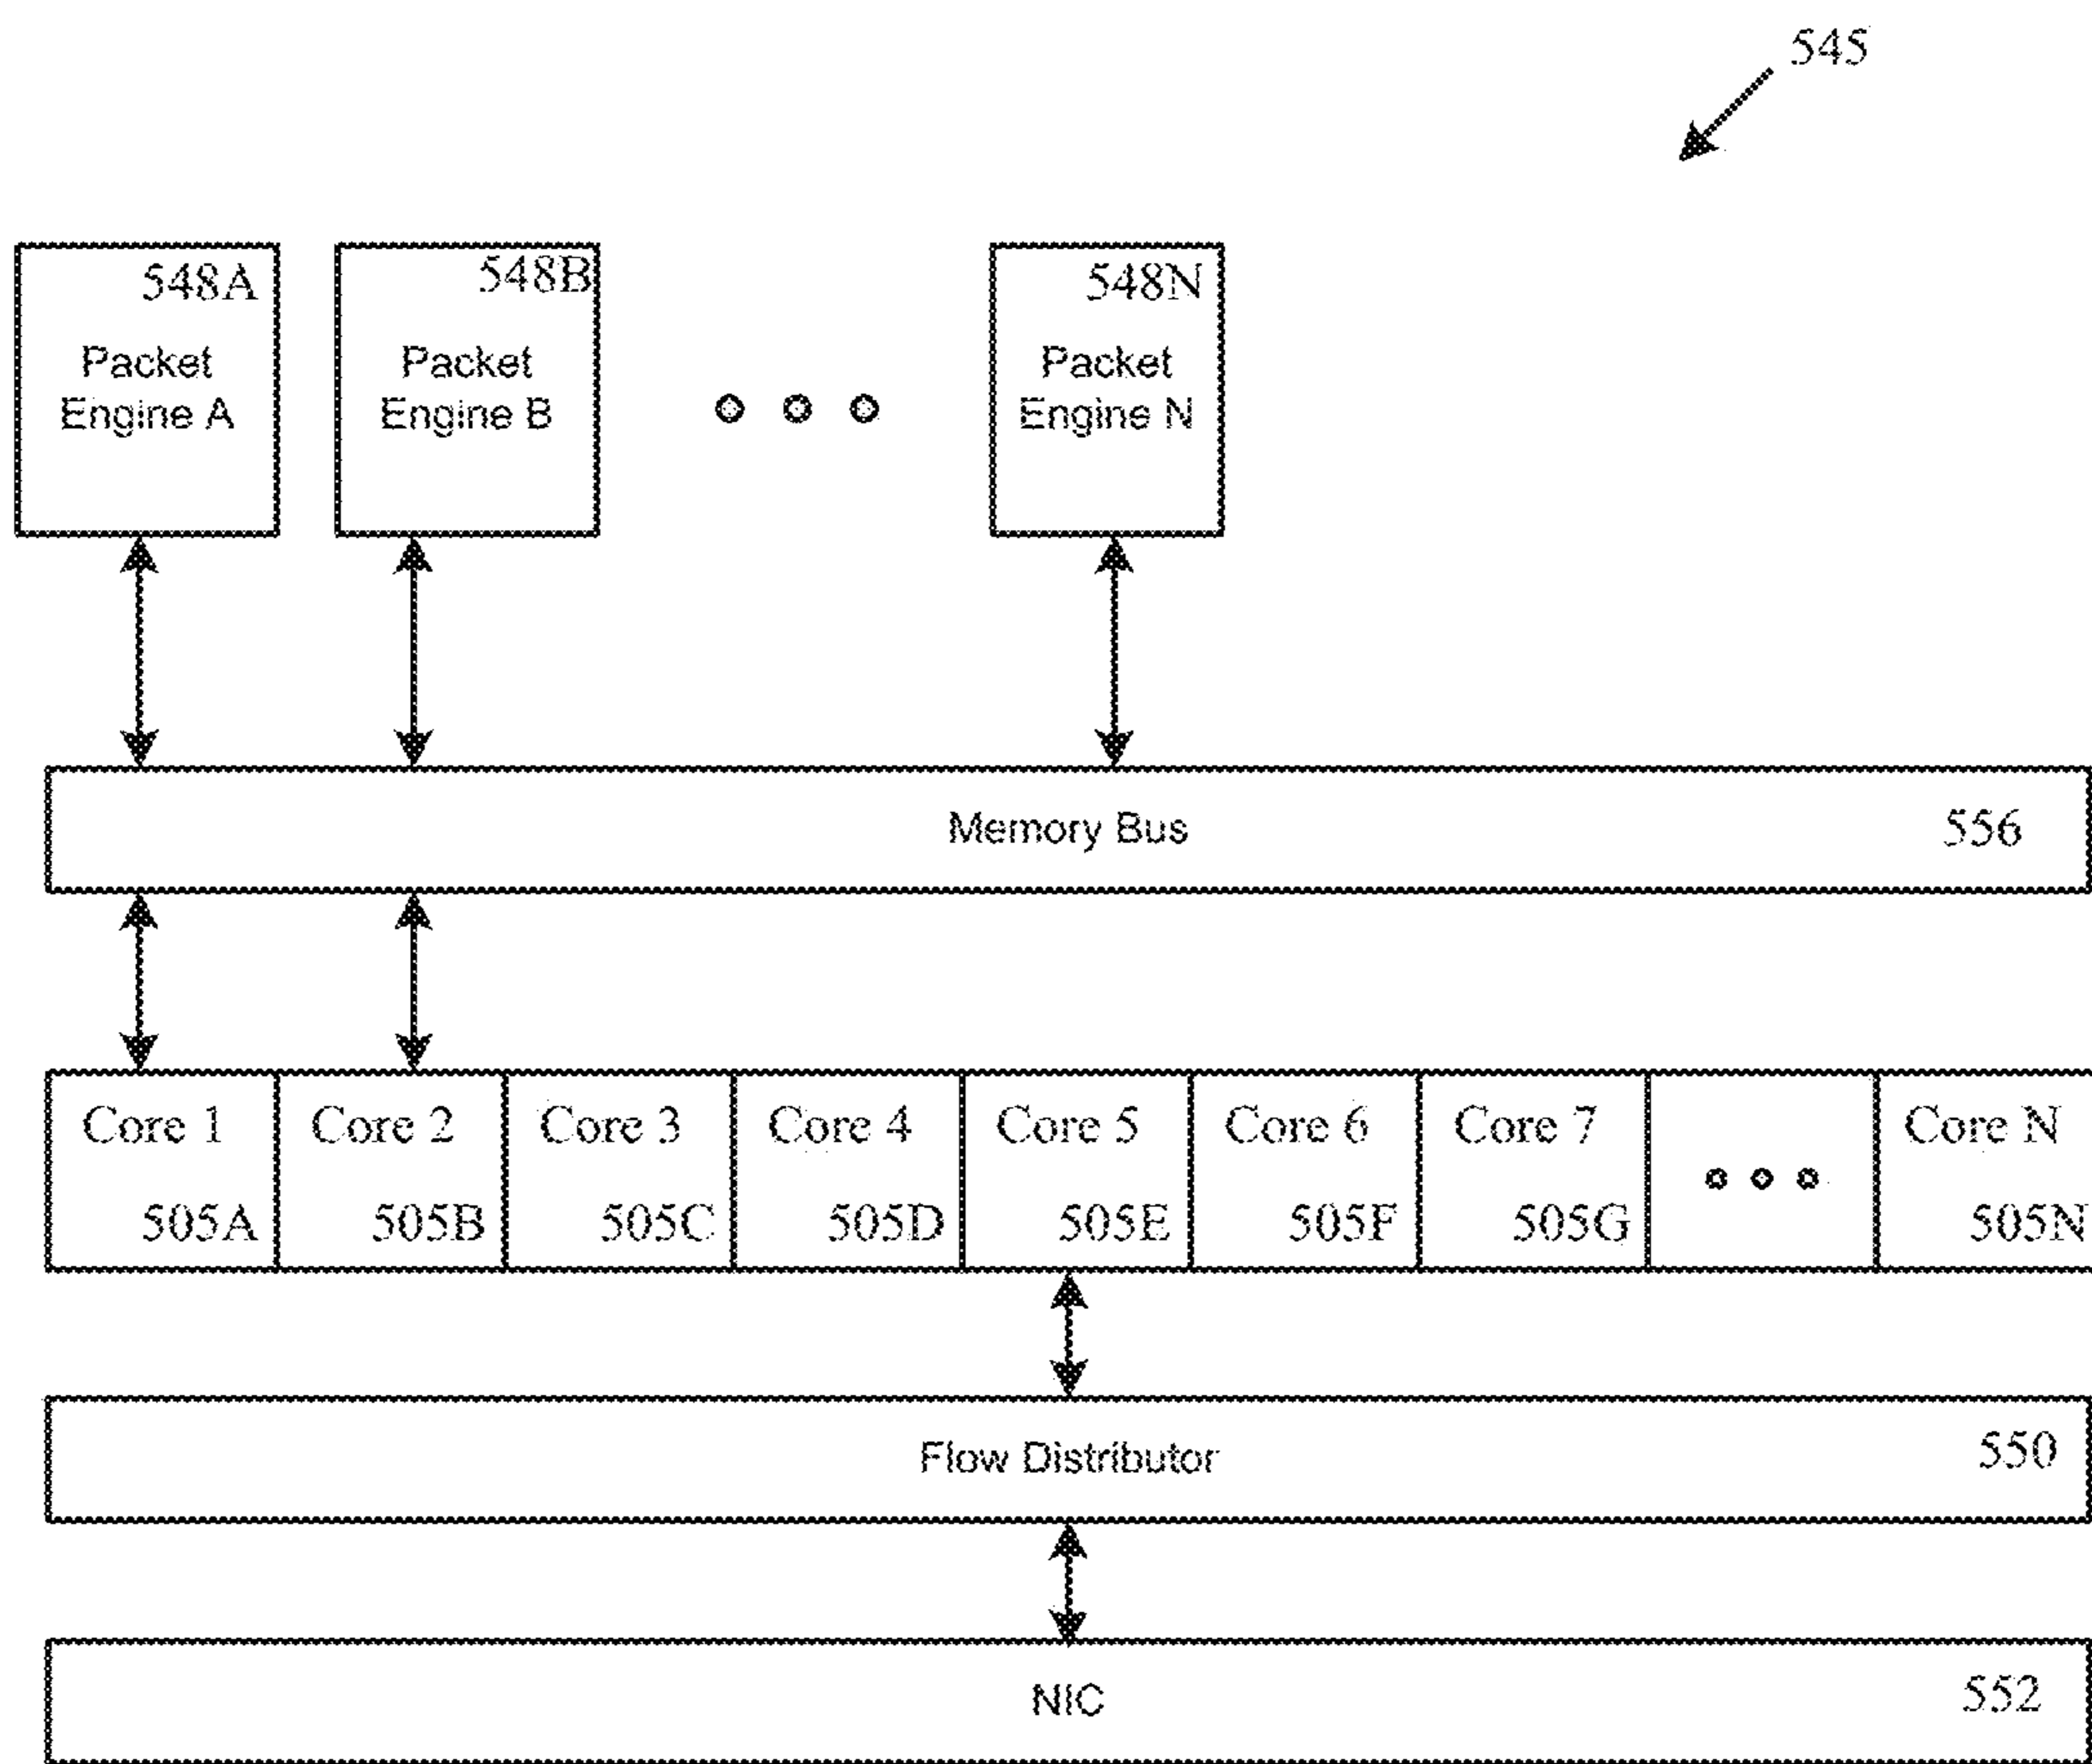 545
548A
Packet
Engine A
548B
Packet
Engine B
548N
Packet
Engine N
Memory Bus
556
Core 1
505A
Core 2
505B
Core 3
505C
Core 4
505D
Core 5
505E
Core 6
505F
Core 7
505G
Core N
505N
Flow Distributor
550
NIC
552